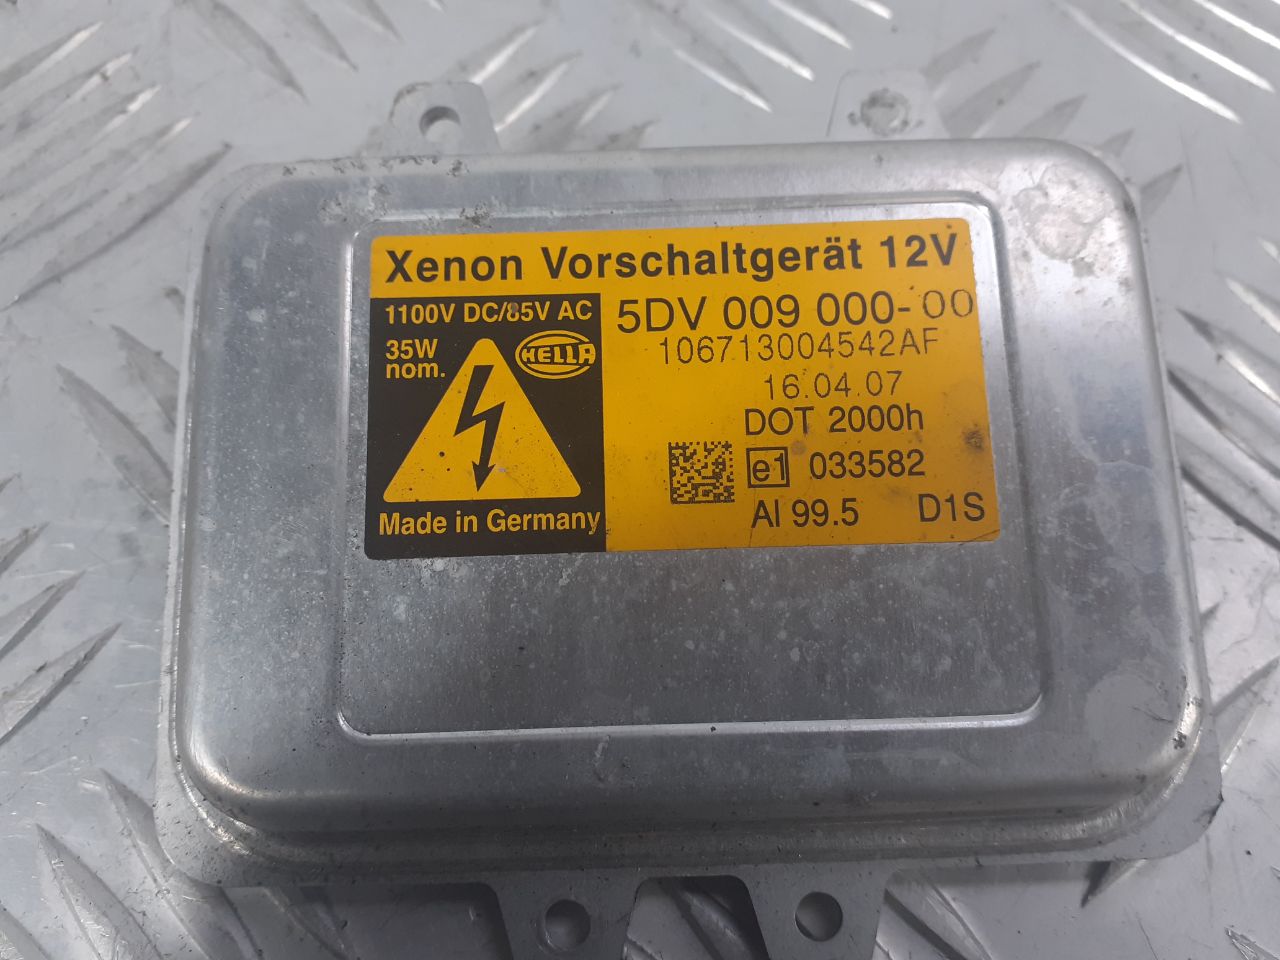 Xenon Vorschaltgerät 12V
1100V DC/85V AC
35W
nom.
HELLA
Made in Germany
5DV 009 000-00
106713004542AF
16.04.07
DOT 2000h
e1 033582
Al 99.5 D1S